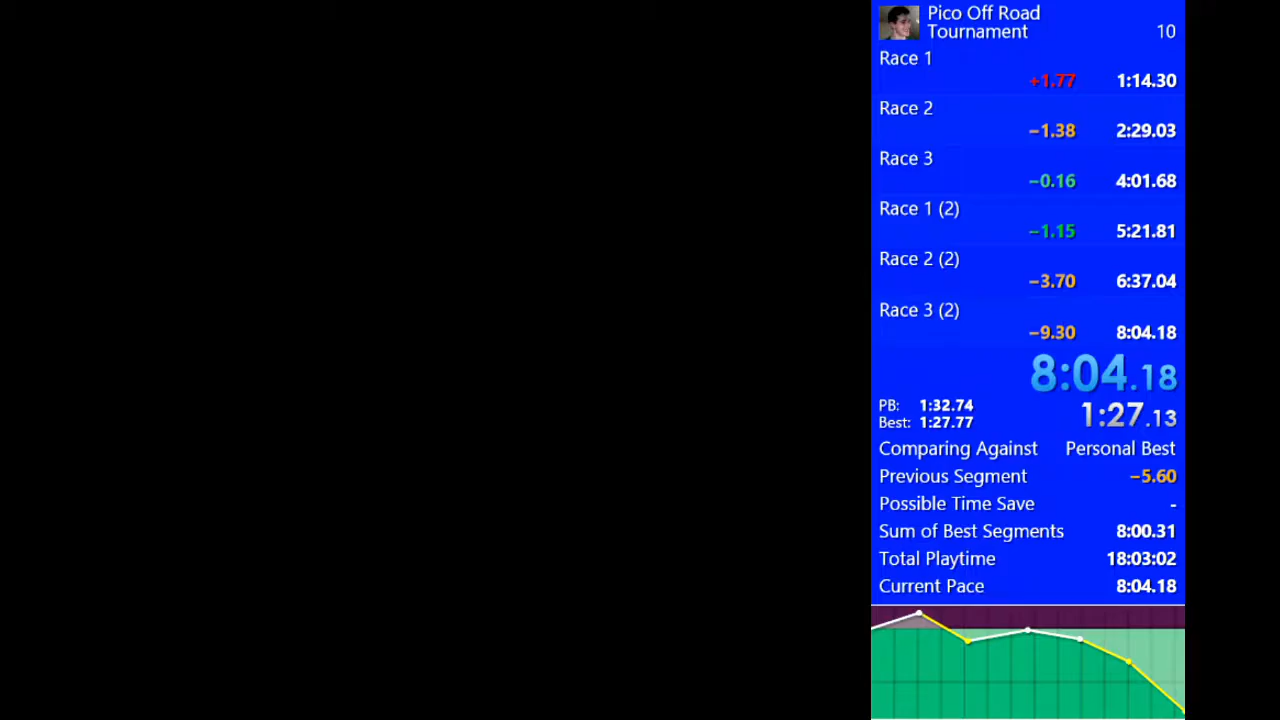 Pico Off Road
Tournament 10
Race 1
+1.77 1:14.30
Race 2
−1.38 2:29.03
Race 3
−0.16 4:01.68
Race 1 (2)
−1.15 5:21.81
Race 2 (2)
−3.70 6:37.04
Race 3 (2)
−9.30 8:04.18
8:04.18
PB: 1:32.74
Best: 1:27.77
1:27.13
Comparing Against Personal Best
Previous Segment −5.60
Possible Time Save -
Sum of Best Segments 8:00.31
Total Playtime 18:03:02
Current Pace 8:04.18